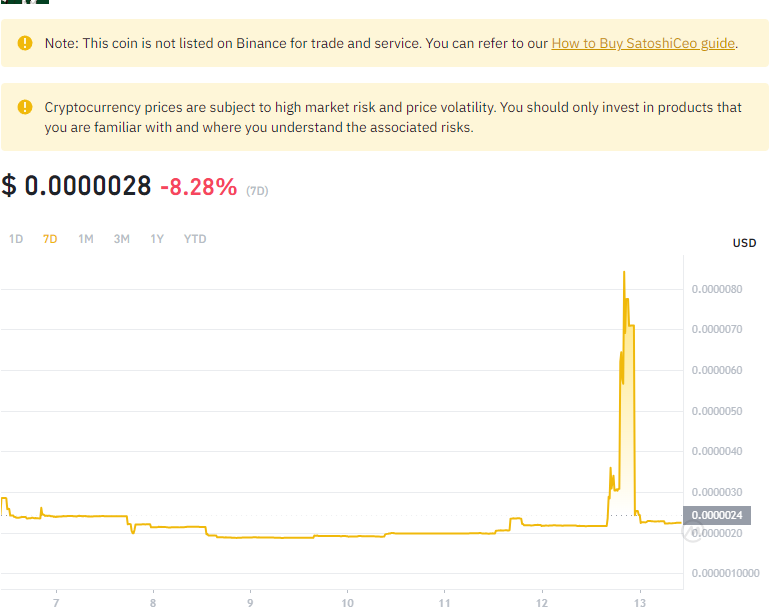 Note: This coin is not listed on Binance for trade and service. You can refer to our How to Buy SatoshiCeo guide.
Cryptocurrency prices are subject to high market risk and price volatility. You should only invest in products that
you are familiar with and where you understand the associated risks.
$ 0.0000028 -8.28% (7D)
1D 7D 1M 3M 1Y YTD
USD
0.0000080
0.0000070
0.0000060
0.0000050
0.0000040
0.0000030
0.0000024
0.0000020
0.0000010000
7 8 9 10 11 12 13